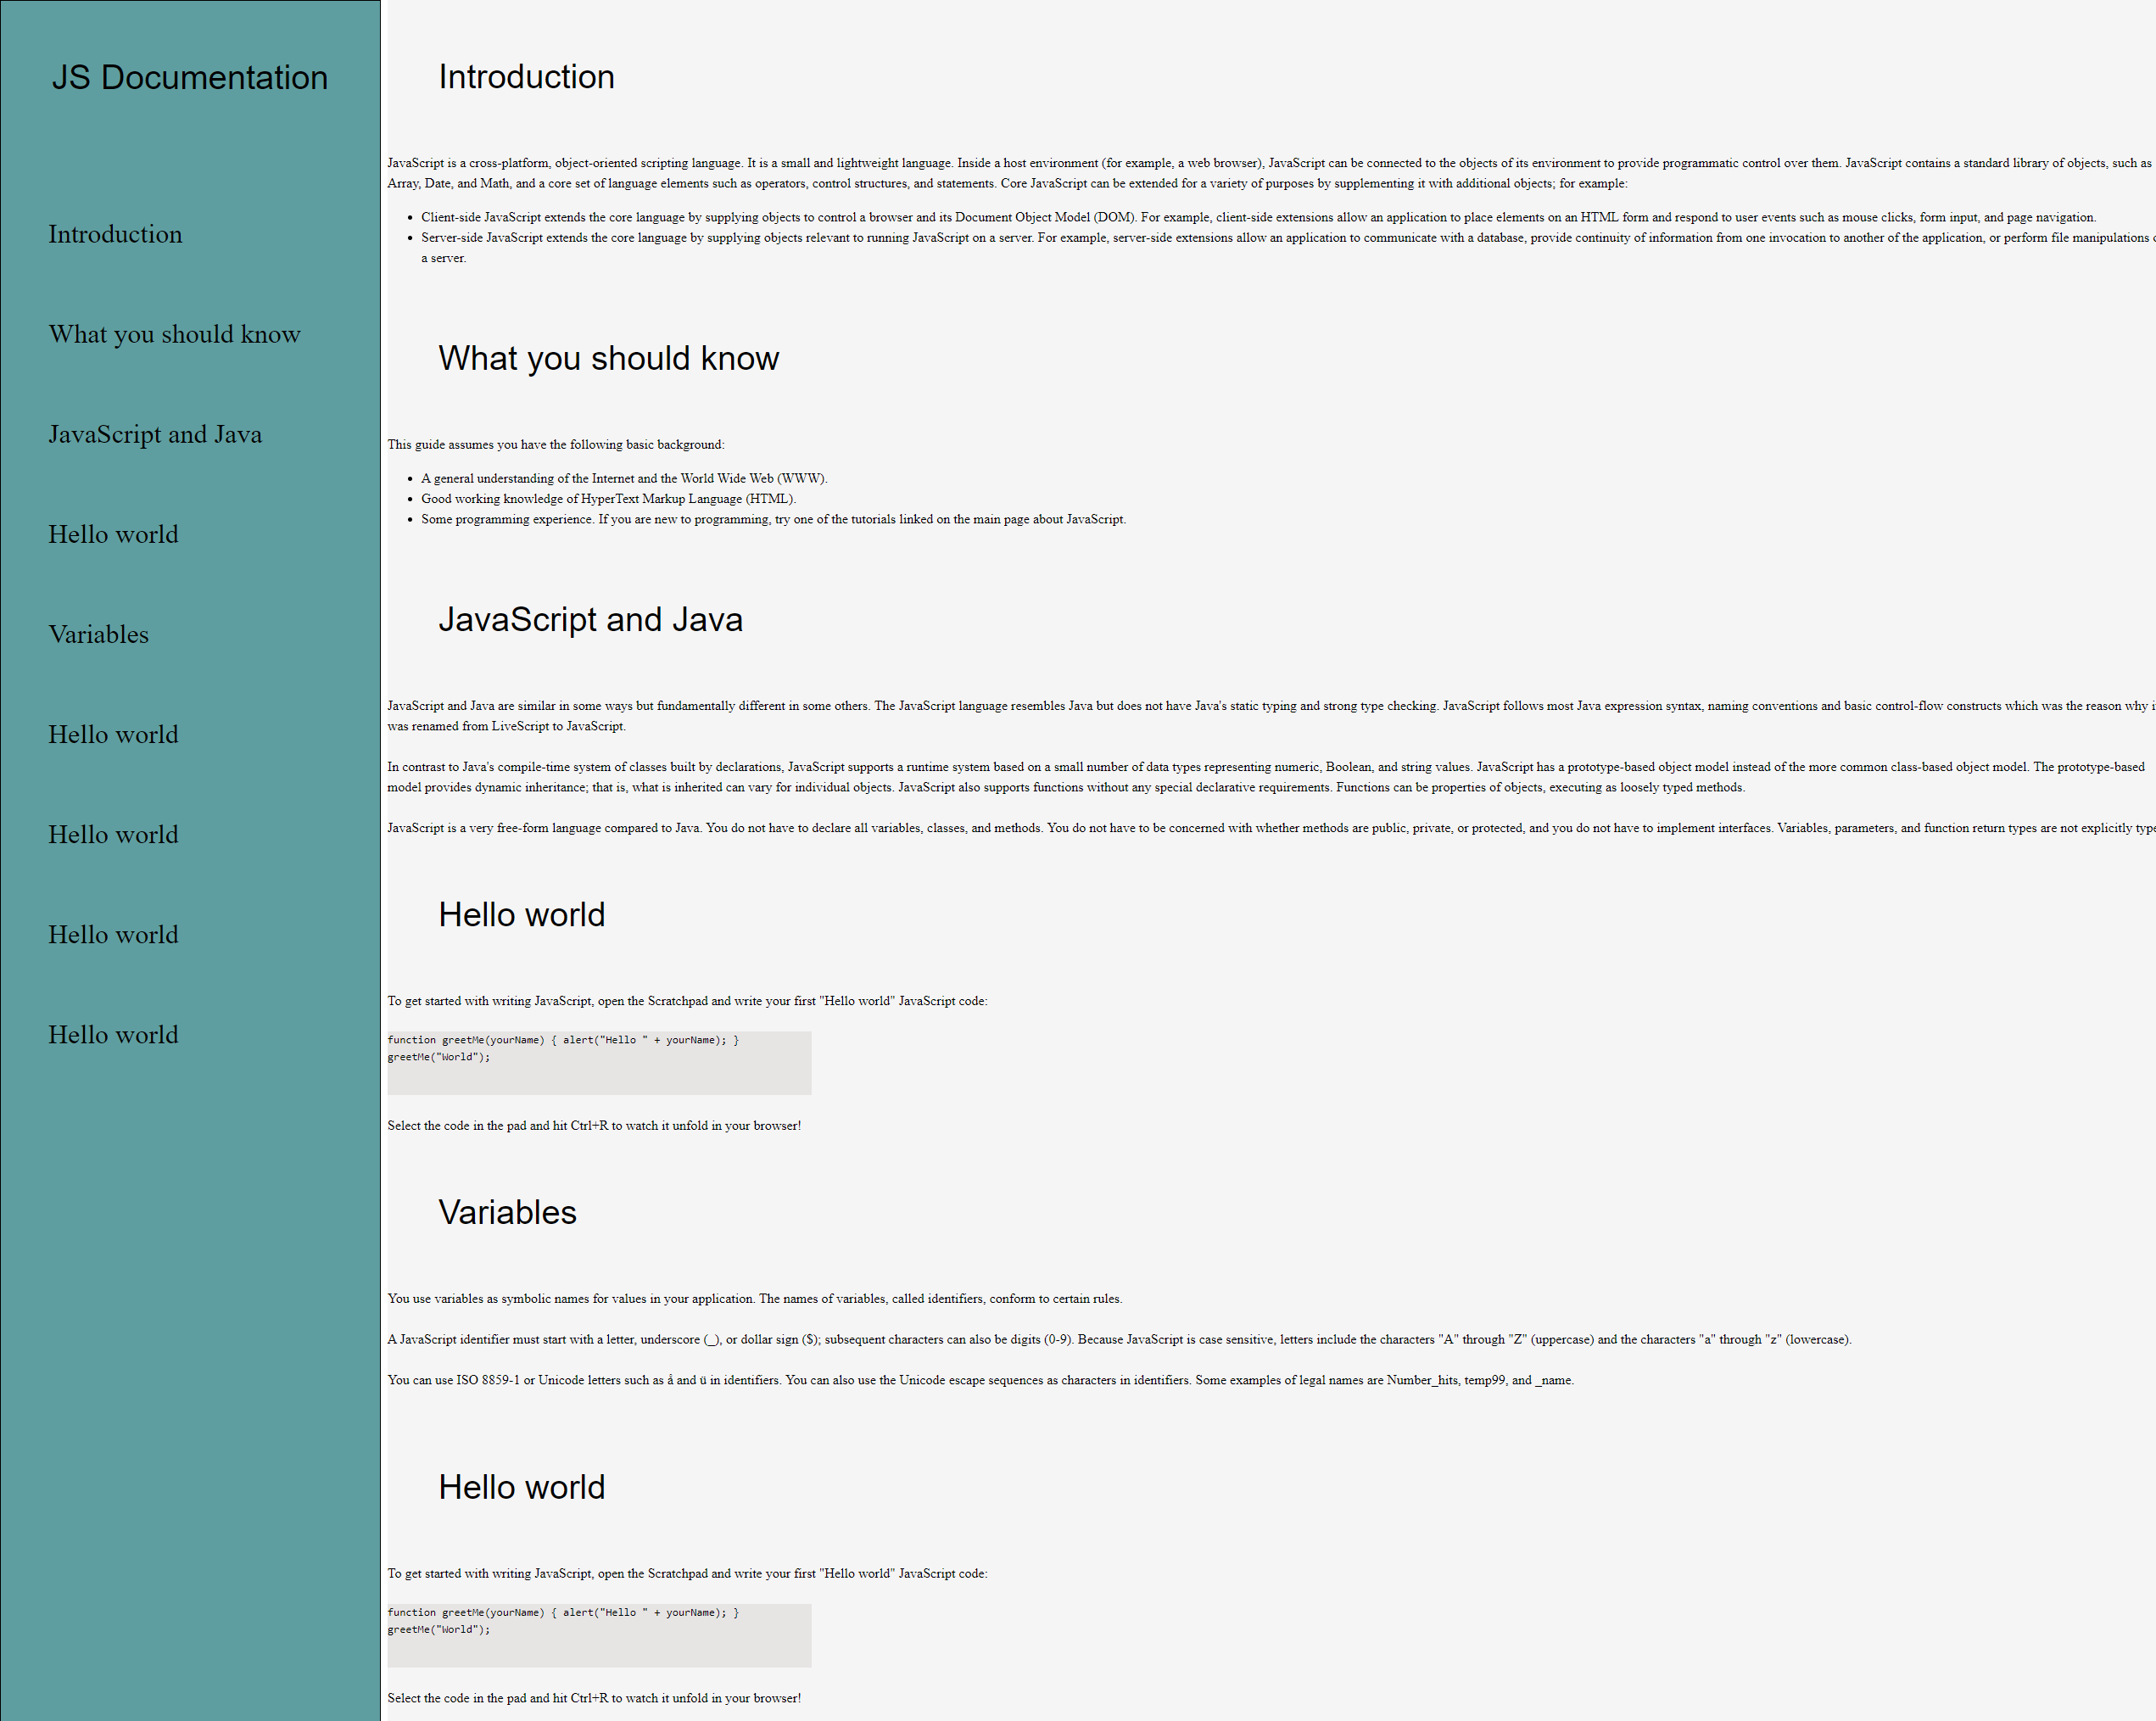 JS Documentation
Introduction
What you should know
JavaScript and Java
Hello world
Variables
Hello world
Hello world
Hello world
Hello world
Introduction
JavaScript is a cross-platform, object-oriented scripting language. It is a small and lightweight language. Inside a host environment (for example, a web browser), JavaScript can be connected to the objects of its environment to provide programmatic control over them. JavaScript contains a standard library of objects, such as
Array, Date, and Math, and a core set of language elements such as operators, control structures, and statements. Core JavaScript can be extended for a variety of purposes by supplementing it with additional objects; for example:
• Client-side JavaScript extends the core language by supplying objects to control a browser and its Document Object Model (DOM). For example, client-side extensions allow an application to place elements on an HTML form and respond to user events such as mouse clicks, form input, and page navigation.
• Server-side JavaScript extends the core language by supplying objects relevant to running JavaScript on a server. For example, server-side extensions allow an application to communicate with a database, provide continuity of information from one invocation to another of the application, or perform file manipulations
a server.
What you should know
This guide assumes you have the following basic background:
• A general understanding of the Internet and the World Wide Web (WWW).
• Good working knowledge of HyperText Markup Language (HTML).
• Some programming experience. If you are new to programming, try one of the tutorials linked on the main page about JavaScript.
JavaScript and Java
JavaScript and Java are similar in some ways but fundamentally different in some others. The JavaScript language resembles Java but does not have Java's static typing and strong type checking. JavaScript follows most Java expression syntax, naming conventions and basic control-flow constructs which was the reason why
was renamed from LiveScript to JavaScript.
In contrast to Java's compile-time system of classes built by declarations, JavaScript supports a runtime system based on a small number of data types representing numeric, Boolean, and string values. JavaScript has a prototype-based object model instead of the more common class-based object model. The prototype-based
model provides dynamic inheritance; that is, what is inherited can vary for individual objects. JavaScript also supports functions without any special declarative requirements. Functions can be properties of objects, executing as loosely typed methods.
JavaScript is a very free-form language compared to Java. You do not have to declare all variables, classes, and methods. You do not have to be concerned with whether methods are public, private, or protected, and you do not have to implement interfaces. Variables, parameters, and function return types are not explicitly
Hello world
To get started with writing JavaScript, open the Scratchpad and write your first "Hello world" JavaScript code:
function greetMe(yourName) { alert("Hello " + yourName); }
greetMe("World");
Select the code in the pad and hit Ctrl+R to watch it unfold in your browser!
Variables
You use variables as symbolic names for values in your application. The names of variables, called identifiers, conform to certain rules.
A JavaScript identifier must start with a letter, underscore (_), or dollar sign ($); subsequent characters can also be digits (0-9). Because JavaScript is case sensitive, letters include the characters "A" through "Z" (uppercase) and the characters "a" through "z" (lowercase).
You can use ISO 8859-1 or Unicode letters such as å and ü in identifiers. You can also use the Unicode escape sequences as characters in identifiers. Some examples of legal names are Number_hits, temp99, and _name.
Hello world
To get started with writing JavaScript, open the Scratchpad and write your first "Hello world" JavaScript code:
function greetMe(yourName) { alert("Hello " + yourName); }
greetMe("World");
Select the code in the pad and hit Ctrl+R to watch it unfold in your browser!